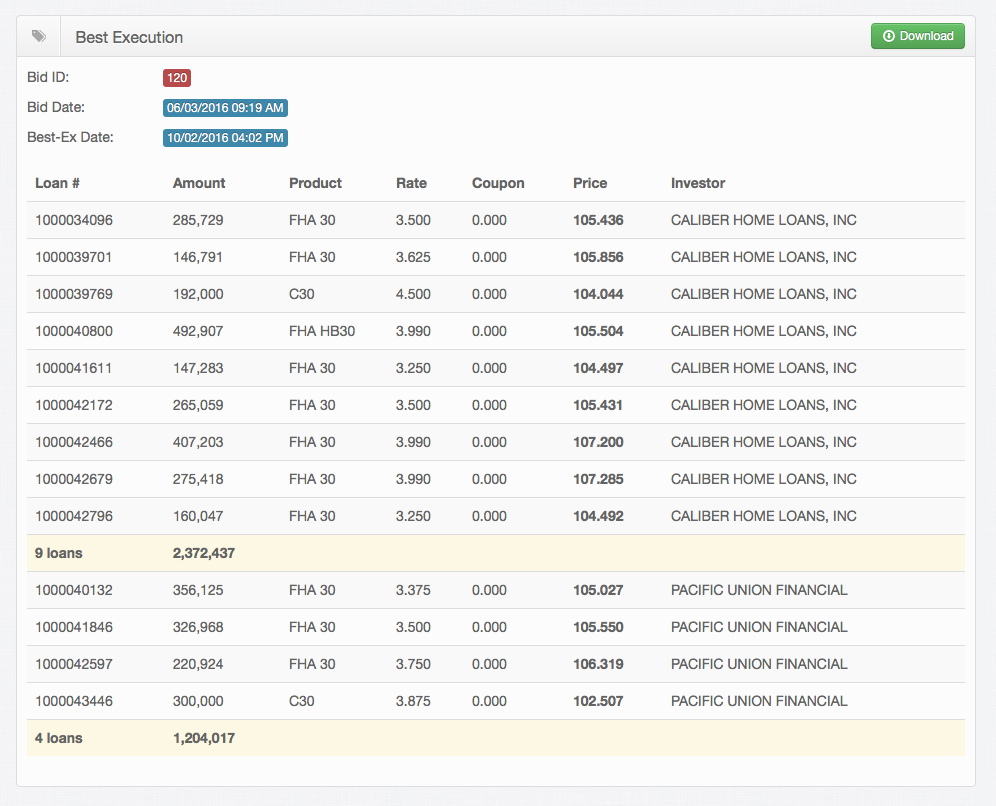 Best Execution Download
Bid ID: 120
Bid Date: 06/03/2016 09:19 AM
Best-Ex Date: 10/02/2016 04:02 PM
Loan # Amount Product Rate Coupon Price Investor
1000034096 285,729 FHA 30 3.500 0.000 105.436 CALIBER HOME LOANS, INC
1000039701 146,791 FHA 30 3.625 0.000 105.856 CALIBER HOME LOANS, INC
1000039769 192,000 C30 4.500 0.000 104.044 CALIBER HOME LOANS, INC
1000040800 492,907 FHA HB30 3.990 0.000 105.504 CALIBER HOME LOANS, INC
1000041611 147,283 FHA 30 3.250 0.000 104.497 CALIBER HOME LOANS, INC
1000042172 265,059 FHA 30 3.500 0.000 105.431 CALIBER HOME LOANS, INC
1000042466 407,203 FHA 30 3.990 0.000 107.200 CALIBER HOME LOANS, INC
1000042679 275,418 FHA 30 3.990 0.000 107.285 CALIBER HOME LOANS, INC
1000042796 160,047 FHA 30 3.250 0.000 104.492 CALIBER HOME LOANS, INC
9 loans 2,372,437
1000040132 356,125 FHA 30 3.375 0.000 105.027 PACIFIC UNION FINANCIAL
1000041846 326,968 FHA 30 3.500 0.000 105.550 PACIFIC UNION FINANCIAL
1000042597 220,924 FHA 30 3.750 0.000 106.319 PACIFIC UNION FINANCIAL
1000043446 300,000 C30 3.875 0.000 102.507 PACIFIC UNION FINANCIAL
4 loans 1,204,017